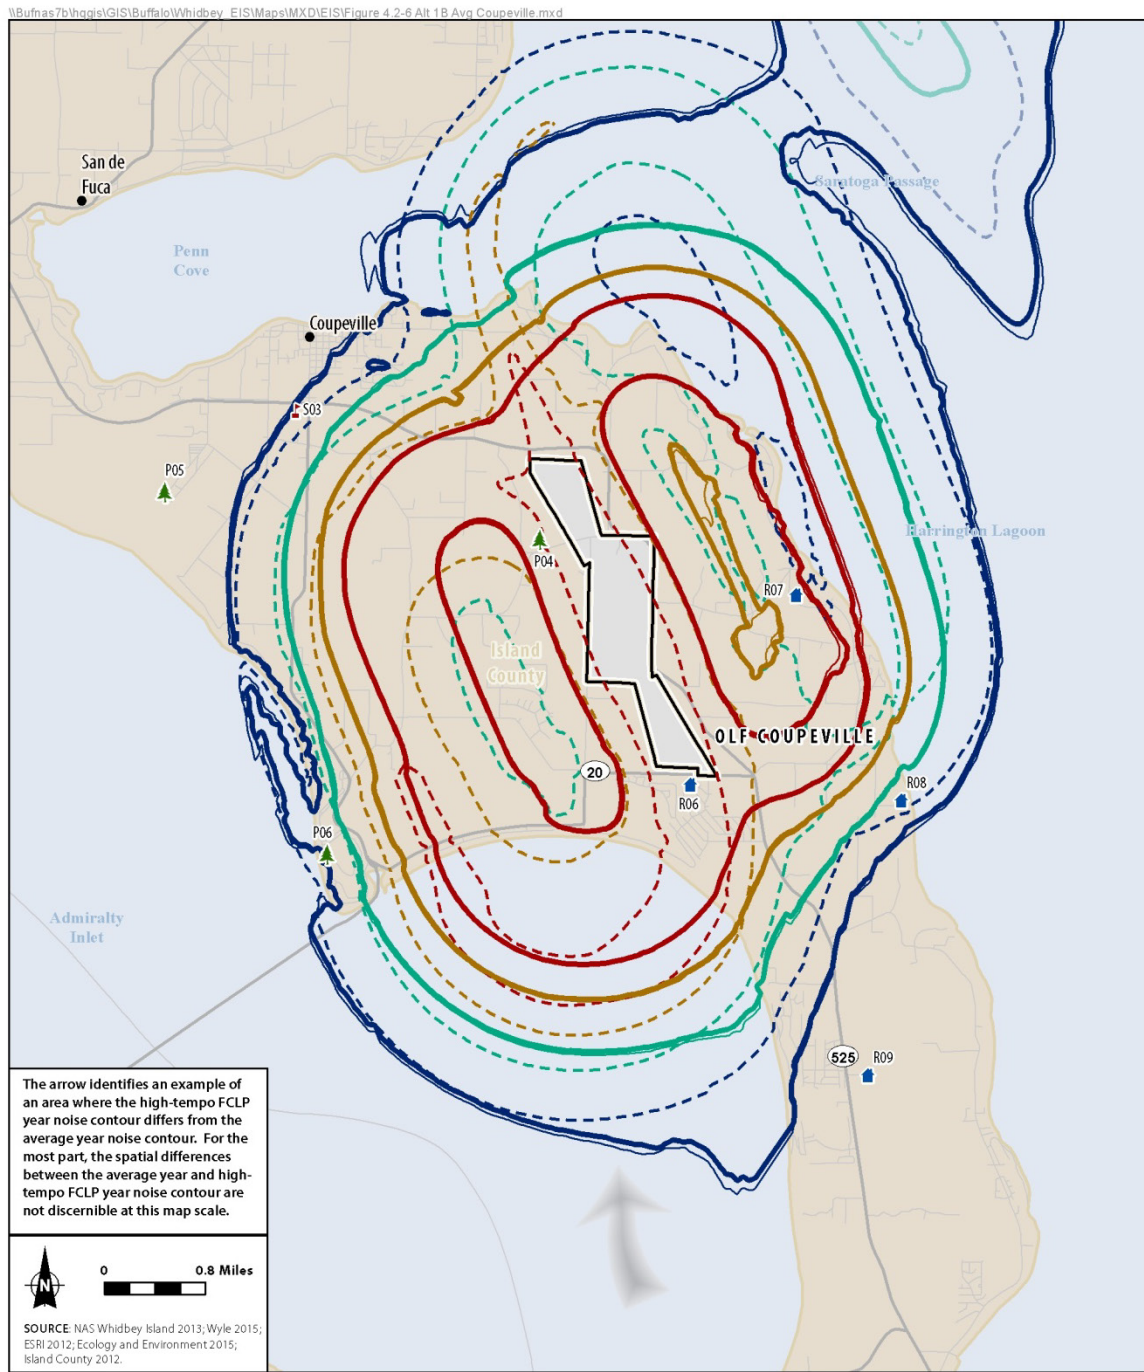 \\Bufnas7b\hqgis\GIS\Buffalo\Whidbey_EIS\Maps\MXD\EIS\Figure 4.2-6 Alt 1B Avg Coupeville.mxd
San de
Fuca
Saratoga Passage
Penn
Cove
Coupeville
S03
P05
Harrington Lagoon
P04
R07
Island
County
OLF COUPEVILLE
20
R06
R08
P06
Admiralty
Inlet
525
R09
The arrow identifies an example of
an area where the high-tempo FCLP
year noise contour differs from the
average year noise contour. For the
most part, the spatial differences
between the average year and high-
tempo FCLP year noise contour are
not discernible at this map scale.
N
0 0.8 Miles
SOURCE: NAS Whidbey Island 2013; Wyle 2015;
ESRI 2012; Ecology and Environment 2015;
Island County 2012.